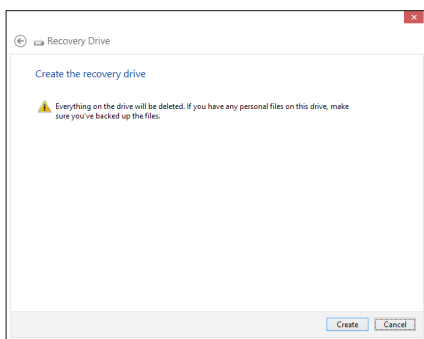 Recovery Drive
Create the recovery drive
Everything on the drive will be deleted. If you have any personal files on this drive, make
sure you've backed up the files.
Create Cancel